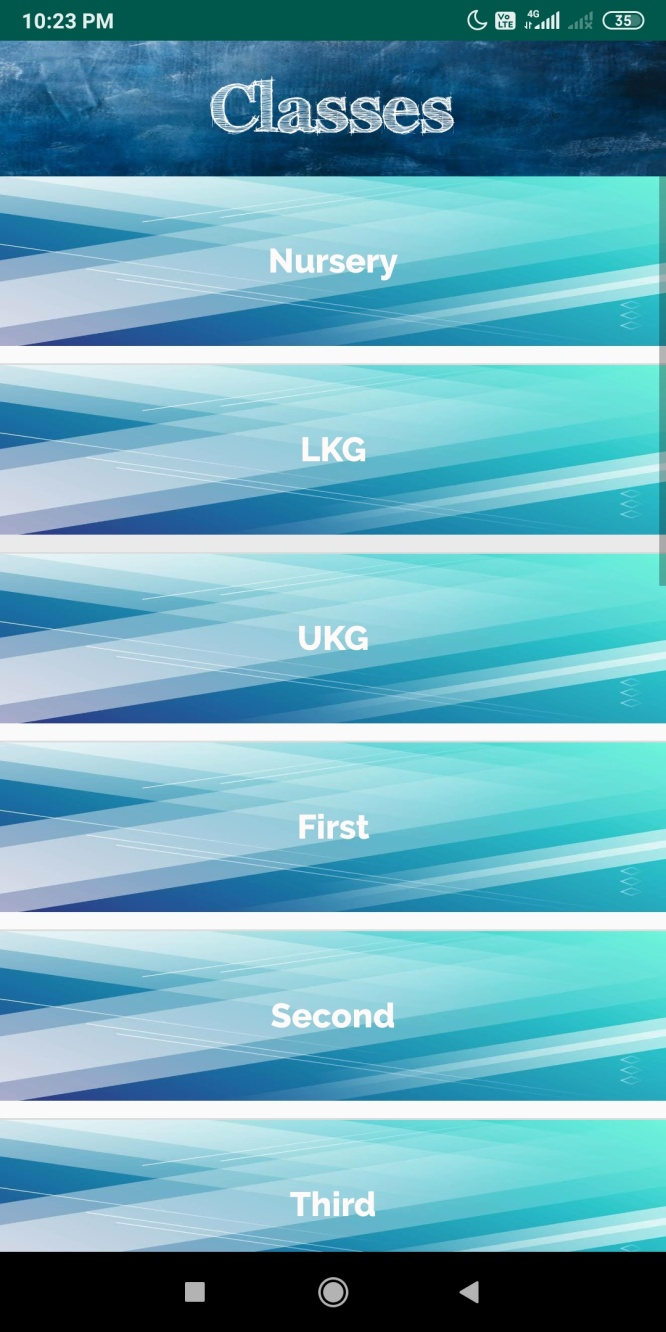 10:23 PM
Vo LTE
4G
35
Classes
Nursery
LKG
UKG
First
Second
Third